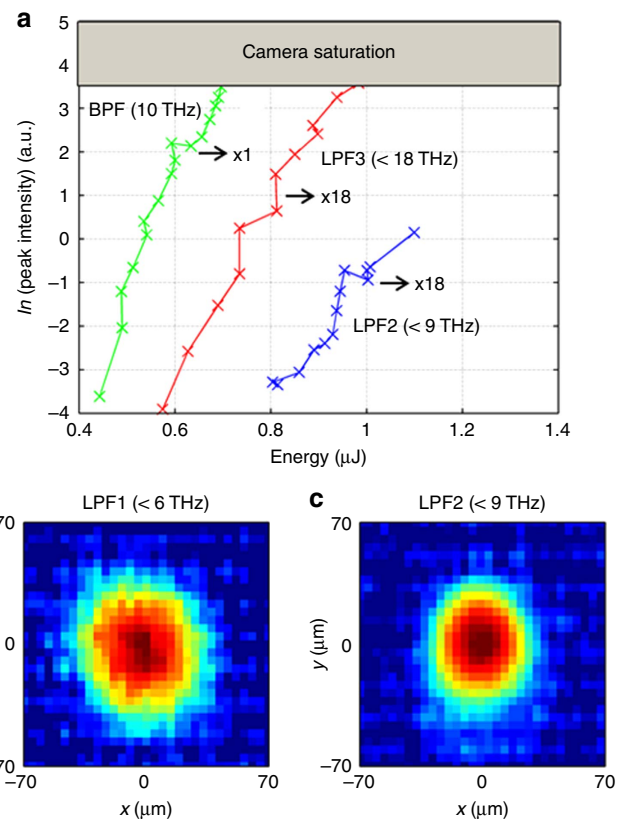 a
5
Camera saturation
4
3
BPF (10 THz)
2
x1
LPF3 (< 18 THz)
1
x18
0
−1
x18
−2
LPF2 (< 9 THz)
−3
−4
ln (peak intensity) (a.u.)
0.4 0.6 0.8 1 1.2 1.4
Energy (μJ)
LPF1 (< 6 THz)
70
0
70
−70 0 70
x (μm)
c
LPF2 (< 9 THz)
70
0
−70
y (μm)
−70 0 70
x (μm)